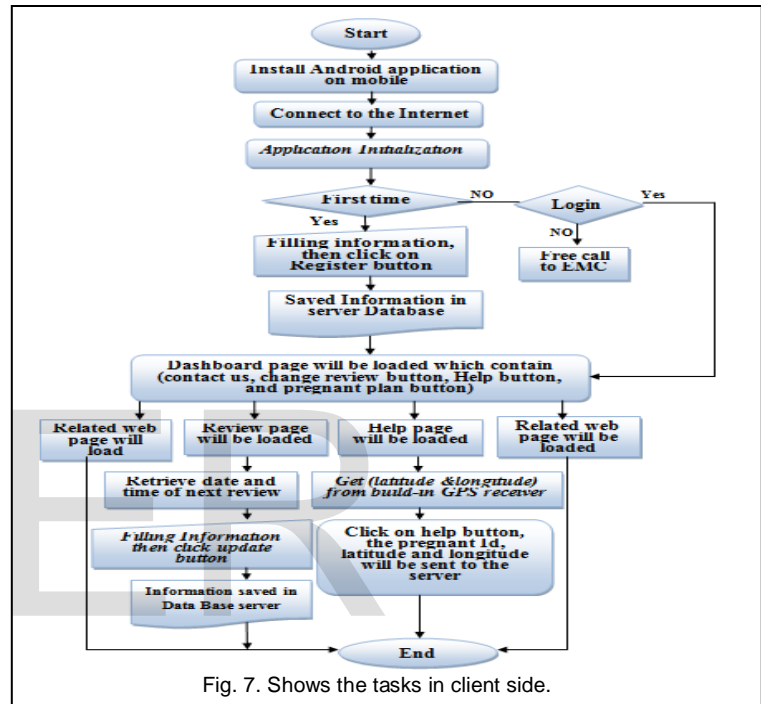 Start
Install Android application
on mobile
Connect to the Internet
Application Initialization
First time
NO
Login
Yes
Yes
NO
Filling information,
then click on
Register button
Free call
to EMC
Saved Information in
server Database
Dashboard page will be loaded which contain
(contact us, change review button, Help button,
and pregnant plan button)
Related web
page will
load
Review page
will be loaded
Help page
will be loaded
Related web
page will be
loaded
Retrieve date and
time of next review
Get (latitude &longitude)
from build-in GPS receiver
Filling Information
then click update
button
Click on help button,
the pregnant Id,
latitude and longitude
will be sent to the
server
Information saved in
Data Base server
End
ER
Fig. 7. Shows the tasks in client side.